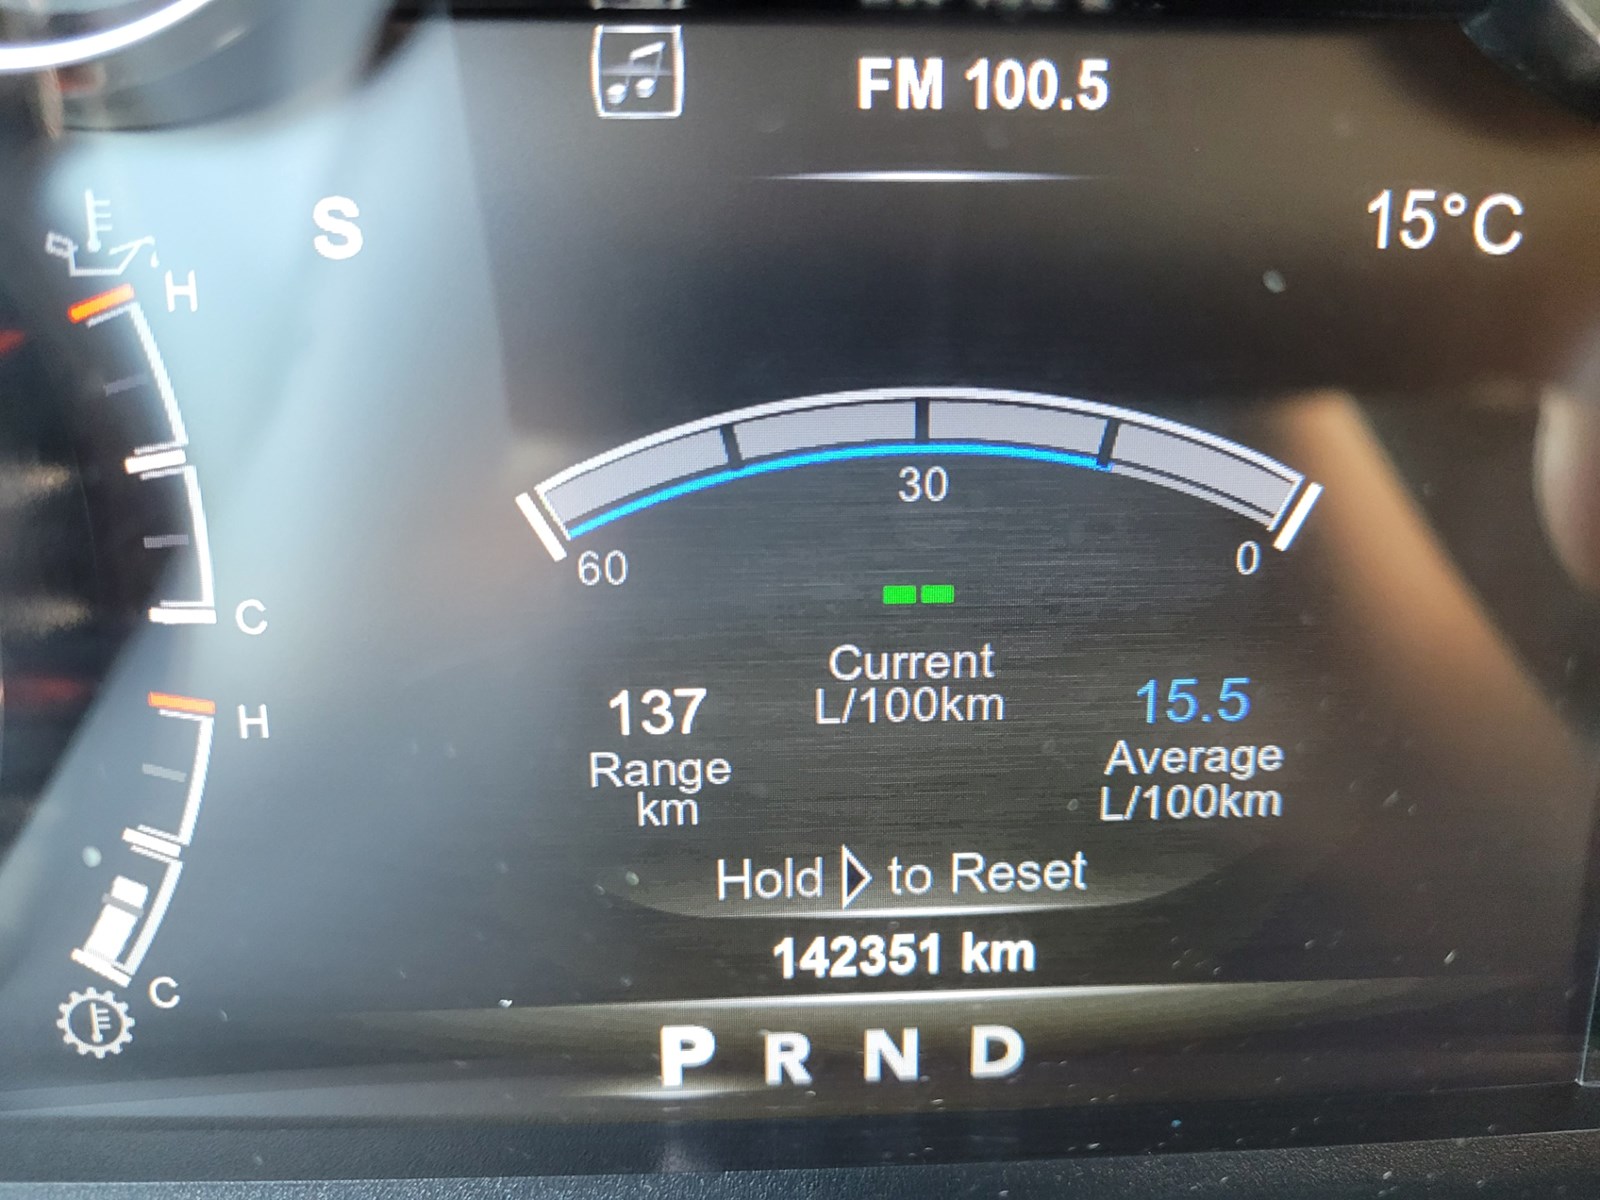 FM 100.5
S
15°C
H
C
H
C
30
60
0
Current
L/100km
137
Range
km
15.5
Average
L/100km
Hold ▷ to Reset
142351 km
P R N D